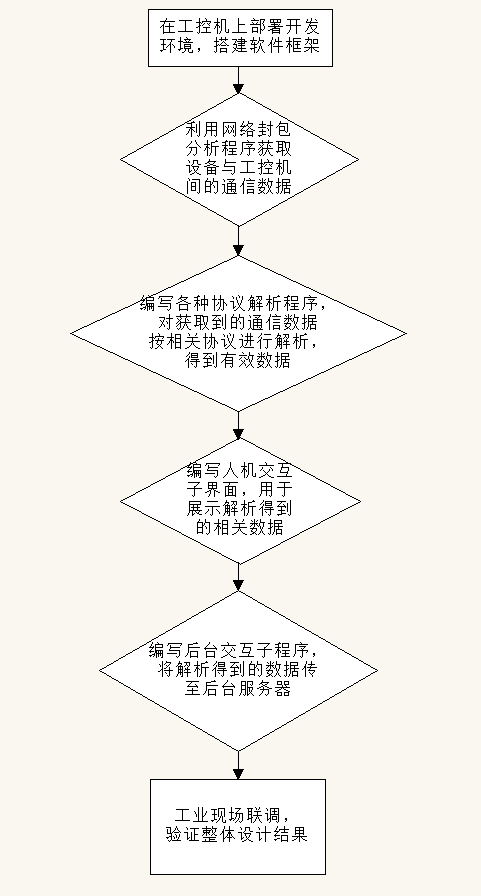 在工控机上部署开发
环境，搭建软件框架
利用网络封包
分析程序获取
设备与工控机
间的通信数据
编写各种协议解析程序，
对获取到的通信数据
按相关协议进行解析，
得到有效数据
编写人机交互
子界面，用于
展示解析得到
的相关数据
编写后台交互子程序，
将解析得到的数据传
至后台服务器
工业现场联调，
验证整体设计结果